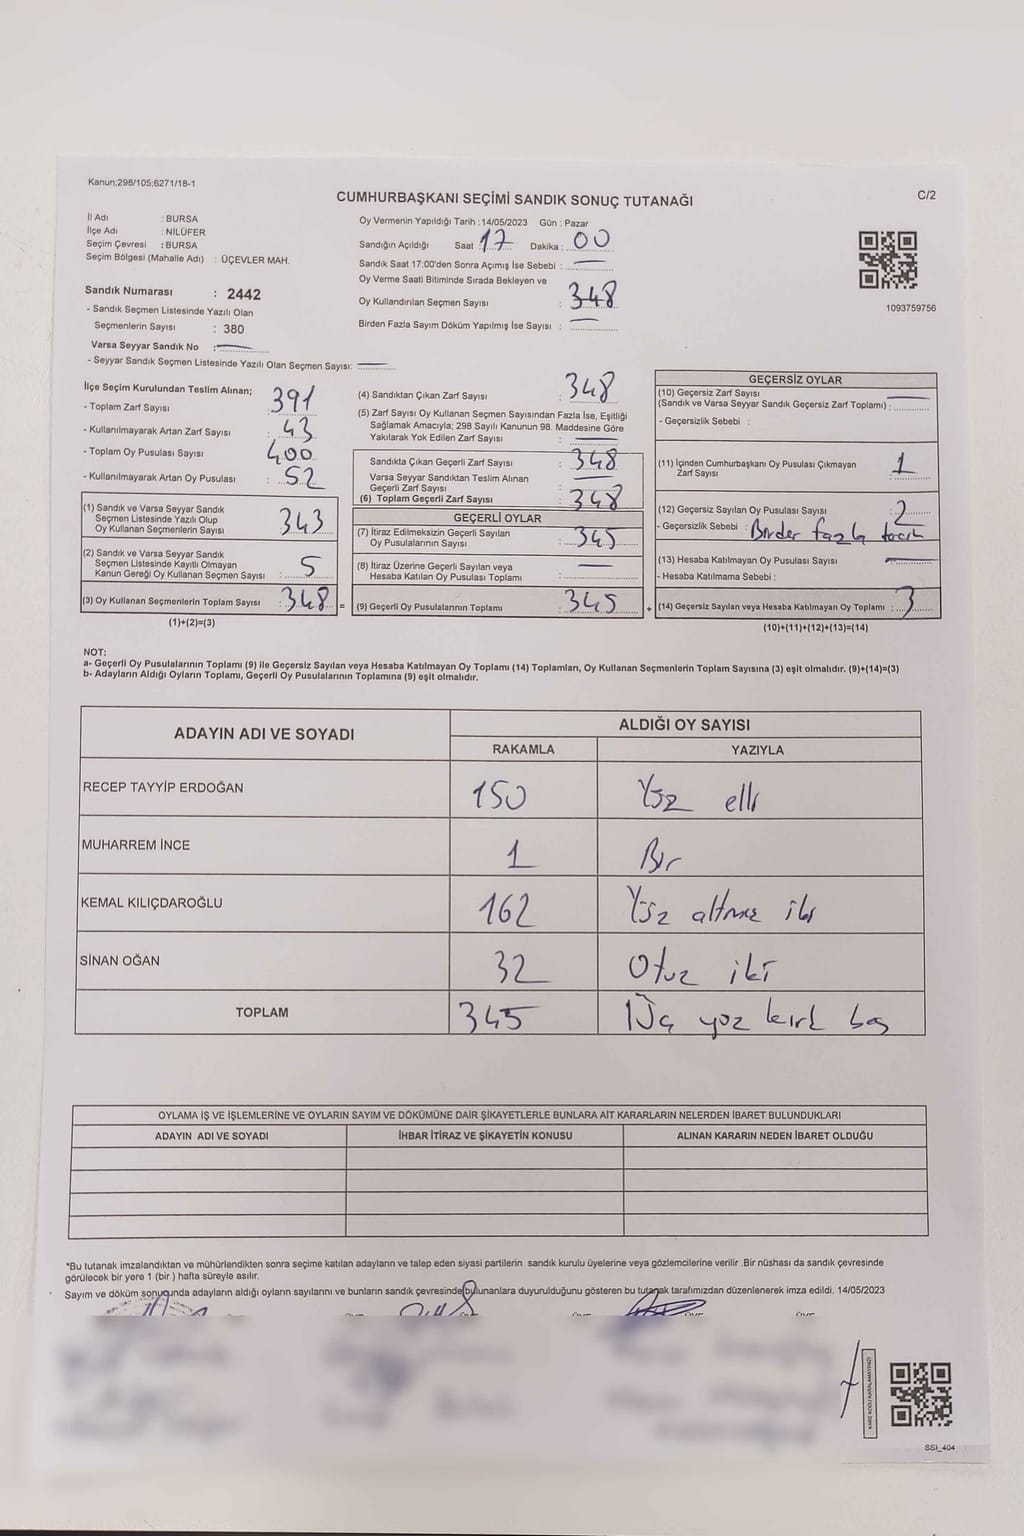 Kanun;298/105;6271/18-1
CUMHURBAŞKANI SEÇİMİ SANDIK SONUÇ TUTANAĞI
C/2
İl Adı : BURSA
İlçe Adı : NİLÜFER
Seçim Çevresi : BURSA
Seçim Bölgesi (Mahalle Adı) : ÜÇEVLER MAH.
Sandık Numarası : 2442
- Sandık Seçmen Listesinde Yazılı Olan
Seçmenlerin Sayısı : 380
Varsa Seyyar Sandık No :
- Seyyar Sandık Seçmen Listesinde Yazılı Olan Seçmen Sayısı:
Oy Vermenin Yapıldığı Tarih : 14/05/2023 Gün : Pazar
Sandığın Açıldığı Saat : 17 Dakika : 00
Sandık Saat 17:00'den Sonra Açımış İse Sebebi :
Oy Verme Saati Bitiminde Sırada Bekleyen ve
Oy Kullandırılan Seçmen Sayısı : 348
Birden Fazla Sayım Döküm Yapılmış İse Sayısı :
1093759756
İlçe Seçim Kurulundan Teslim Alınan;
- Toplam Zarf Sayısı : 391
- Kullanılmayarak Artan Zarf Sayısı : 43
- Toplam Oy Pusulası Sayısı : 400
- Kullanılmayarak Artan Oy Pusulası : 52
(1) Sandık ve Varsa Seyyar Sandık
Seçmen Listesinde Yazılı Olup
Oy Kullanan Seçmenlerin Sayısı : 343
(2) Sandık ve Varsa Seyyar Sandık
Seçmen Listesinde Kayıtlı Olmayan
Kanun Gereği Oy Kullanan Seçmen Sayısı : 5
(3) Oy Kullanan Seçmenlerin Toplam Sayısı : 348 =
(1)+(2)=(3)
(4) Sandıktan Çıkan Zarf Sayısı : 348
(5) Zarf Sayısı Oy Kullanan Seçmen Sayısından Fazla İse, Eşitliği
Sağlamak Amacıyla; 298 Sayılı Kanunun 98. Maddesine Göre
Yakılarak Yok Edilen Zarf Sayısı :
Sandıkta Çıkan Geçerli Zarf Sayısı : 348
Varsa Seyyar Sandıktan Teslim Alınan
Geçerli Zarf Sayısı :
(6) Toplam Geçerli Zarf Sayısı : 348
GEÇERLİ OYLAR
(7) İtiraz Edilmeksizin Geçerli Sayılan
Oy Pusulalarının Sayısı : 345
(8) İtiraz Üzerine Geçerli Sayılan veya
Hesaba Katılan Oy Pusulası Toplamı :
(9) Geçerli Oy Pusulalarının Toplamı : 345 +
GEÇERSİZ OYLAR
(10) Geçersiz Zarf Sayısı
(Sandık ve Varsa Seyyar Sandık Geçersiz Zarf Toplamı) :
- Geçersizlik Sebebi :
(11) İçinden Cumhurbaşkanı Oy Pusulası Çıkmayan
Zarf Sayısı : 1
(12) Geçersiz Sayılan Oy Pusulası Sayısı : 2
- Geçersizlik Sebebi : Birden fazla tercih
(13) Hesaba Katılmayan Oy Pusulası Sayısı :
- Hesaba Katılmama Sebebi :
(14) Geçersiz Sayılan veya Hesaba Katılmayan Oy Toplamı : 3
(10)+(11)+(12)+(13)=(14)
NOT:
a- Geçerli Oy Pusulalarının Toplamı (9) ile Geçersiz Sayılan veya Hesaba Katılmayan Oy Toplamı (14) Toplamları, Oy Kullanan Seçmenlerin Toplam Sayısına (3) eşit olmalıdır. (9)+(14)=(3)
b- Adayların Aldığı Oyların Toplamı, Geçerli Oy Pusulalarının Toplamına (9) eşit olmalıdır.
ADAYIN ADI VE SOYADI
ALDIĞI OY SAYISI
RAKAMLA YAZIYLA
RECEP TAYYİP ERDOĞAN 150 Yüz elli
MUHARREM İNCE 1 Bir
KEMAL KILIÇDAROĞLU 162 Yüz altmış iki
SİNAN OĞAN 32 Otuz iki
TOPLAM 345 Üç yüz kırk beş
OYLAMA İŞ VE İŞLEMLERİNE VE OYLARIN SAYIM VE DÖKÜMÜNE DAİR ŞİKAYETLERLE BUNLARA AİT KARARLARIN NELERDEN İBARET BULUNDUKLARI
ADAYIN ADI VE SOYADI İHBAR İTİRAZ VE ŞİKAYETİN KONUSU ALINAN KARARIN NEDEN İBARET OLDUĞU
*Bu tutanak imzalandıktan ve mühürlendikten sonra seçime katılan adayların ve talep eden siyasi partilerin sandık kurulu üyelerine veya gözlemcilerine verilir .Bir nüshası da sandık çevresinde
görülecek bir yere 1 (bir ) hafta süreyle asılır.
Sayım ve döküm sonucunda adayların aldığı oyların sayılarını ve bunların sandık çevresinde bulunanlara duyurulduğunu gösteren bu tutanak tarafımızdan düzenlenerek imza edildi. 14/05/2023
KARE KODU KARALAMAYINIZ!
SSİ_404